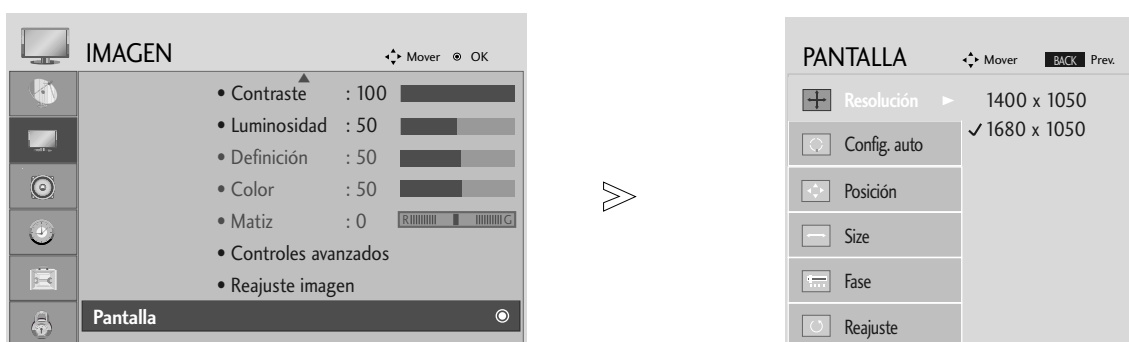 IMAGEN Mover OK
• Contraste : 100
• Luminosidad : 50
• Definición : 50
• Color : 50
• Matiz : 0 R G
• Controles avanzados
• Reajuste imagen
Pantalla
PANTALLA Mover BACK Prev.
Resolución 1400 x 1050
✓ 1680 x 1050
Config. auto
Posición
Size
Fase
Reajuste